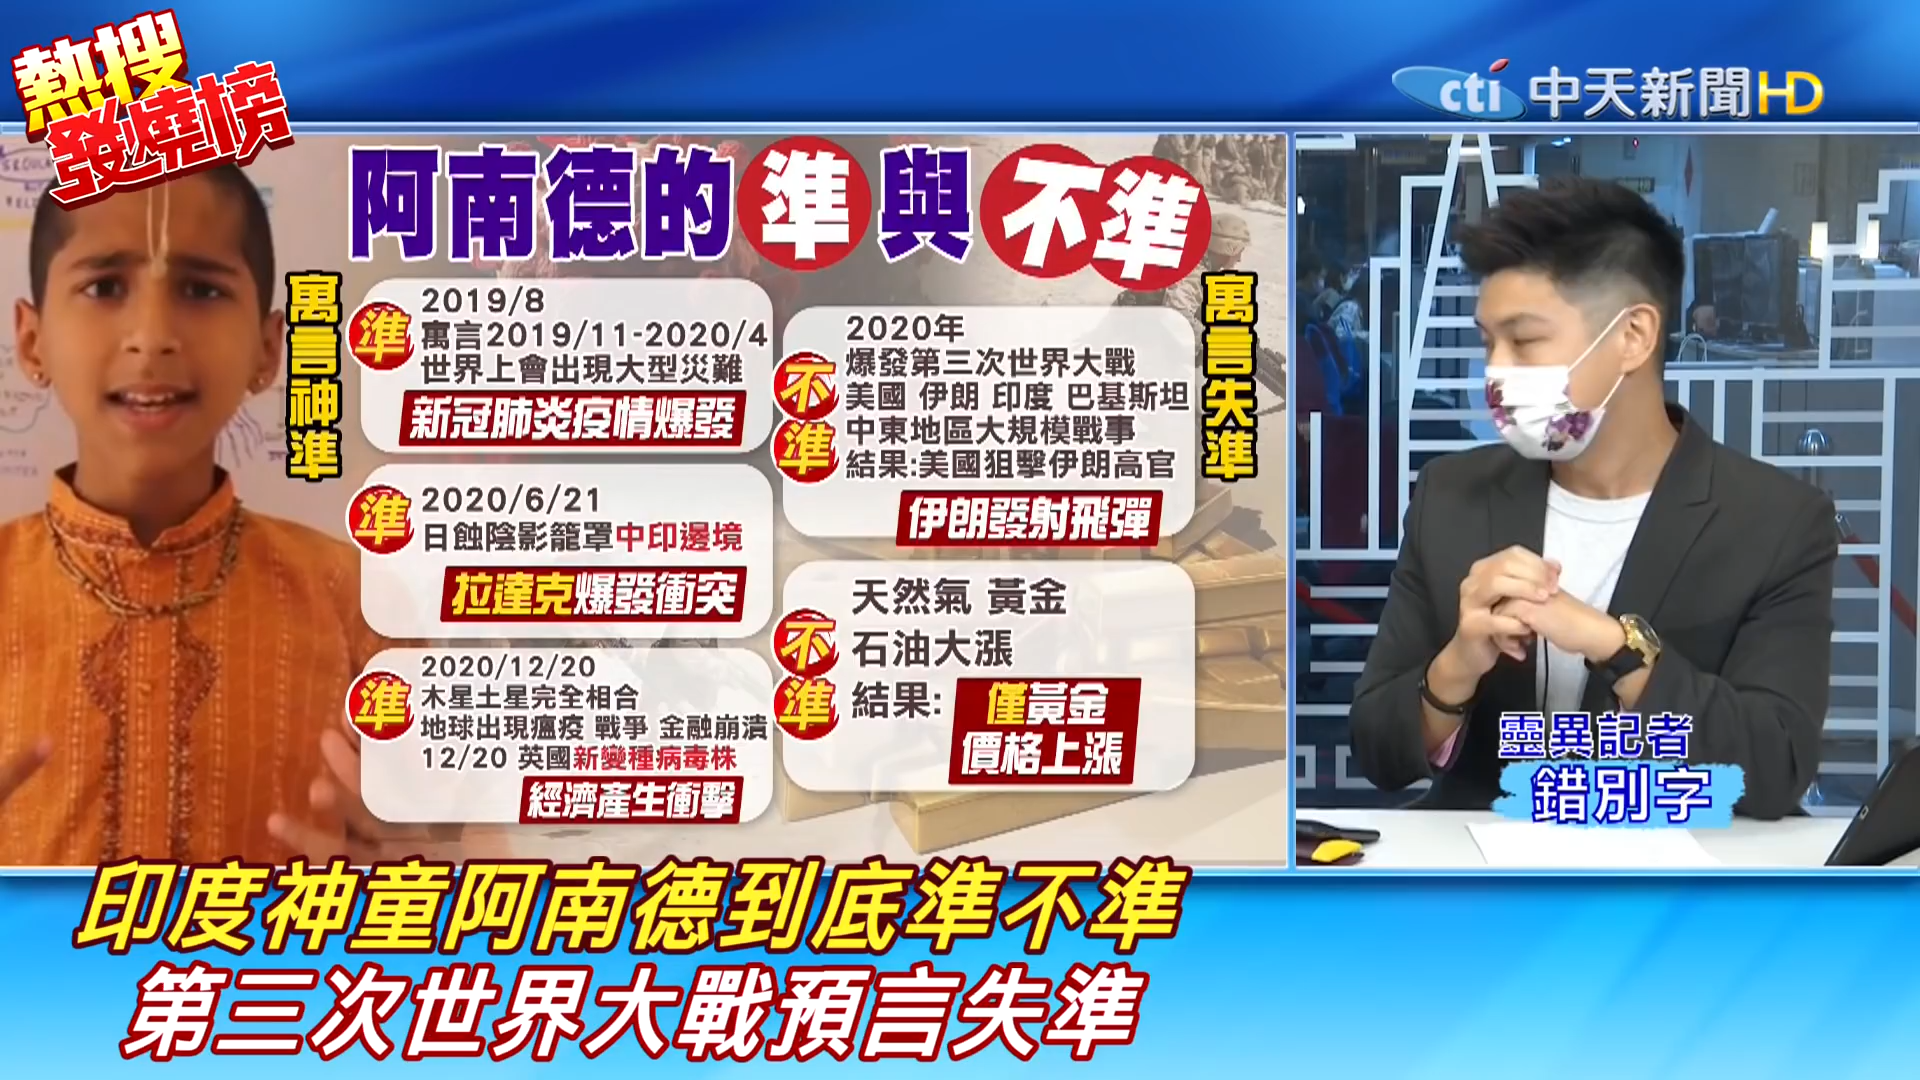 熱搜
發燒榜
cti 中天新聞HD
阿南德的準與不準
寓言神準
準
2019/8
寓言2019/11-2020/4
世界上會出現大型災難
新冠肺炎疫情爆發
準
2020/6/21
日蝕陰影籠罩中印邊境
拉達克爆發衝突
準
2020/12/20
木星土星完全相合
地球出現瘟疫 戰爭 金融崩潰
12/20 英國新變種病毒株
經濟產生衝擊
寓言失準
不準
2020年
爆發第三次世界大戰
美國 伊朗 印度 巴基斯坦
中東地區大規模戰事
結果:美國狙擊伊朗高官
伊朗發射飛彈
不準
天然氣 黃金
石油大漲
結果:
僅黃金
價格上漲
靈異記者
錯別字
印度神童阿南德到底準不準
第三次世界大戰預言失準